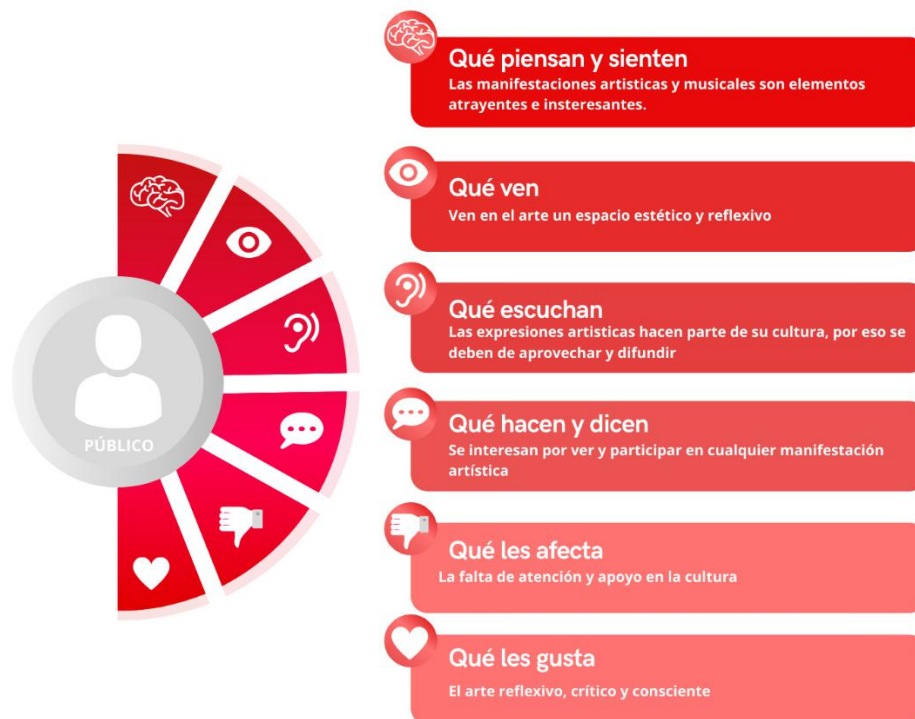 Qué piensan y sienten
Las manifestaciones artisticas y musicales son elementos
atrayentes e insteresantes.
Qué ven
Ven en el arte un espacio estético y reflexivo
Qué escuchan
Las expresiones artisticas hacen parte de su cultura, por eso se
deben de aprovechar y difundir
PÚBLICO
Qué hacen y dicen
Se interesan por ver y participar en cualquier manifestación
artística
Qué les afecta
La falta de atención y apoyo en la cultura
Qué les gusta
El arte reflexivo, crítico y consciente